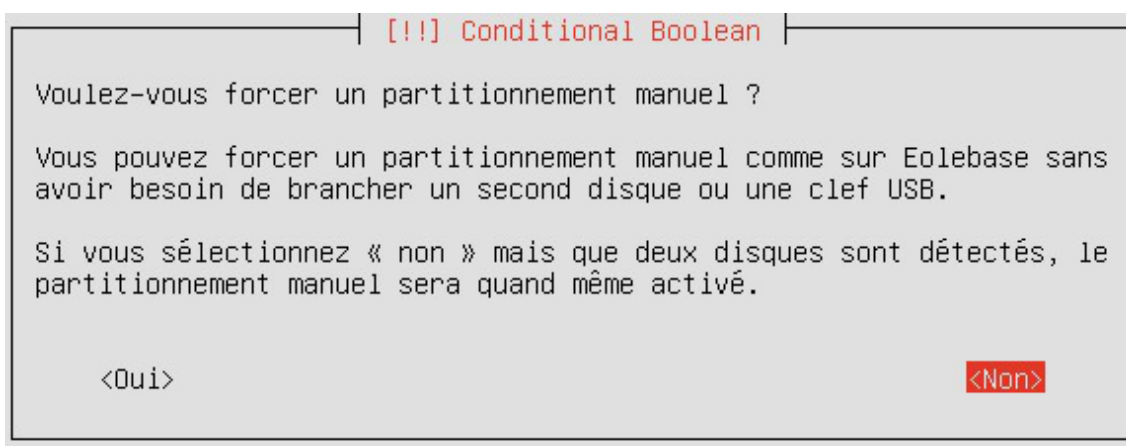 [!!] Conditional Boolean
Voulez-vous forcer un partitionnement manuel ?
Vous pouvez forcer un partitionnement manuel comme sur Eolebase sans
avoir besoin de brancher un second disque ou une clef USB.
Si vous sélectionnez « non » mais que deux disques sont détectés, le
partitionnement manuel sera quand même activé.
<Oui> <Non>